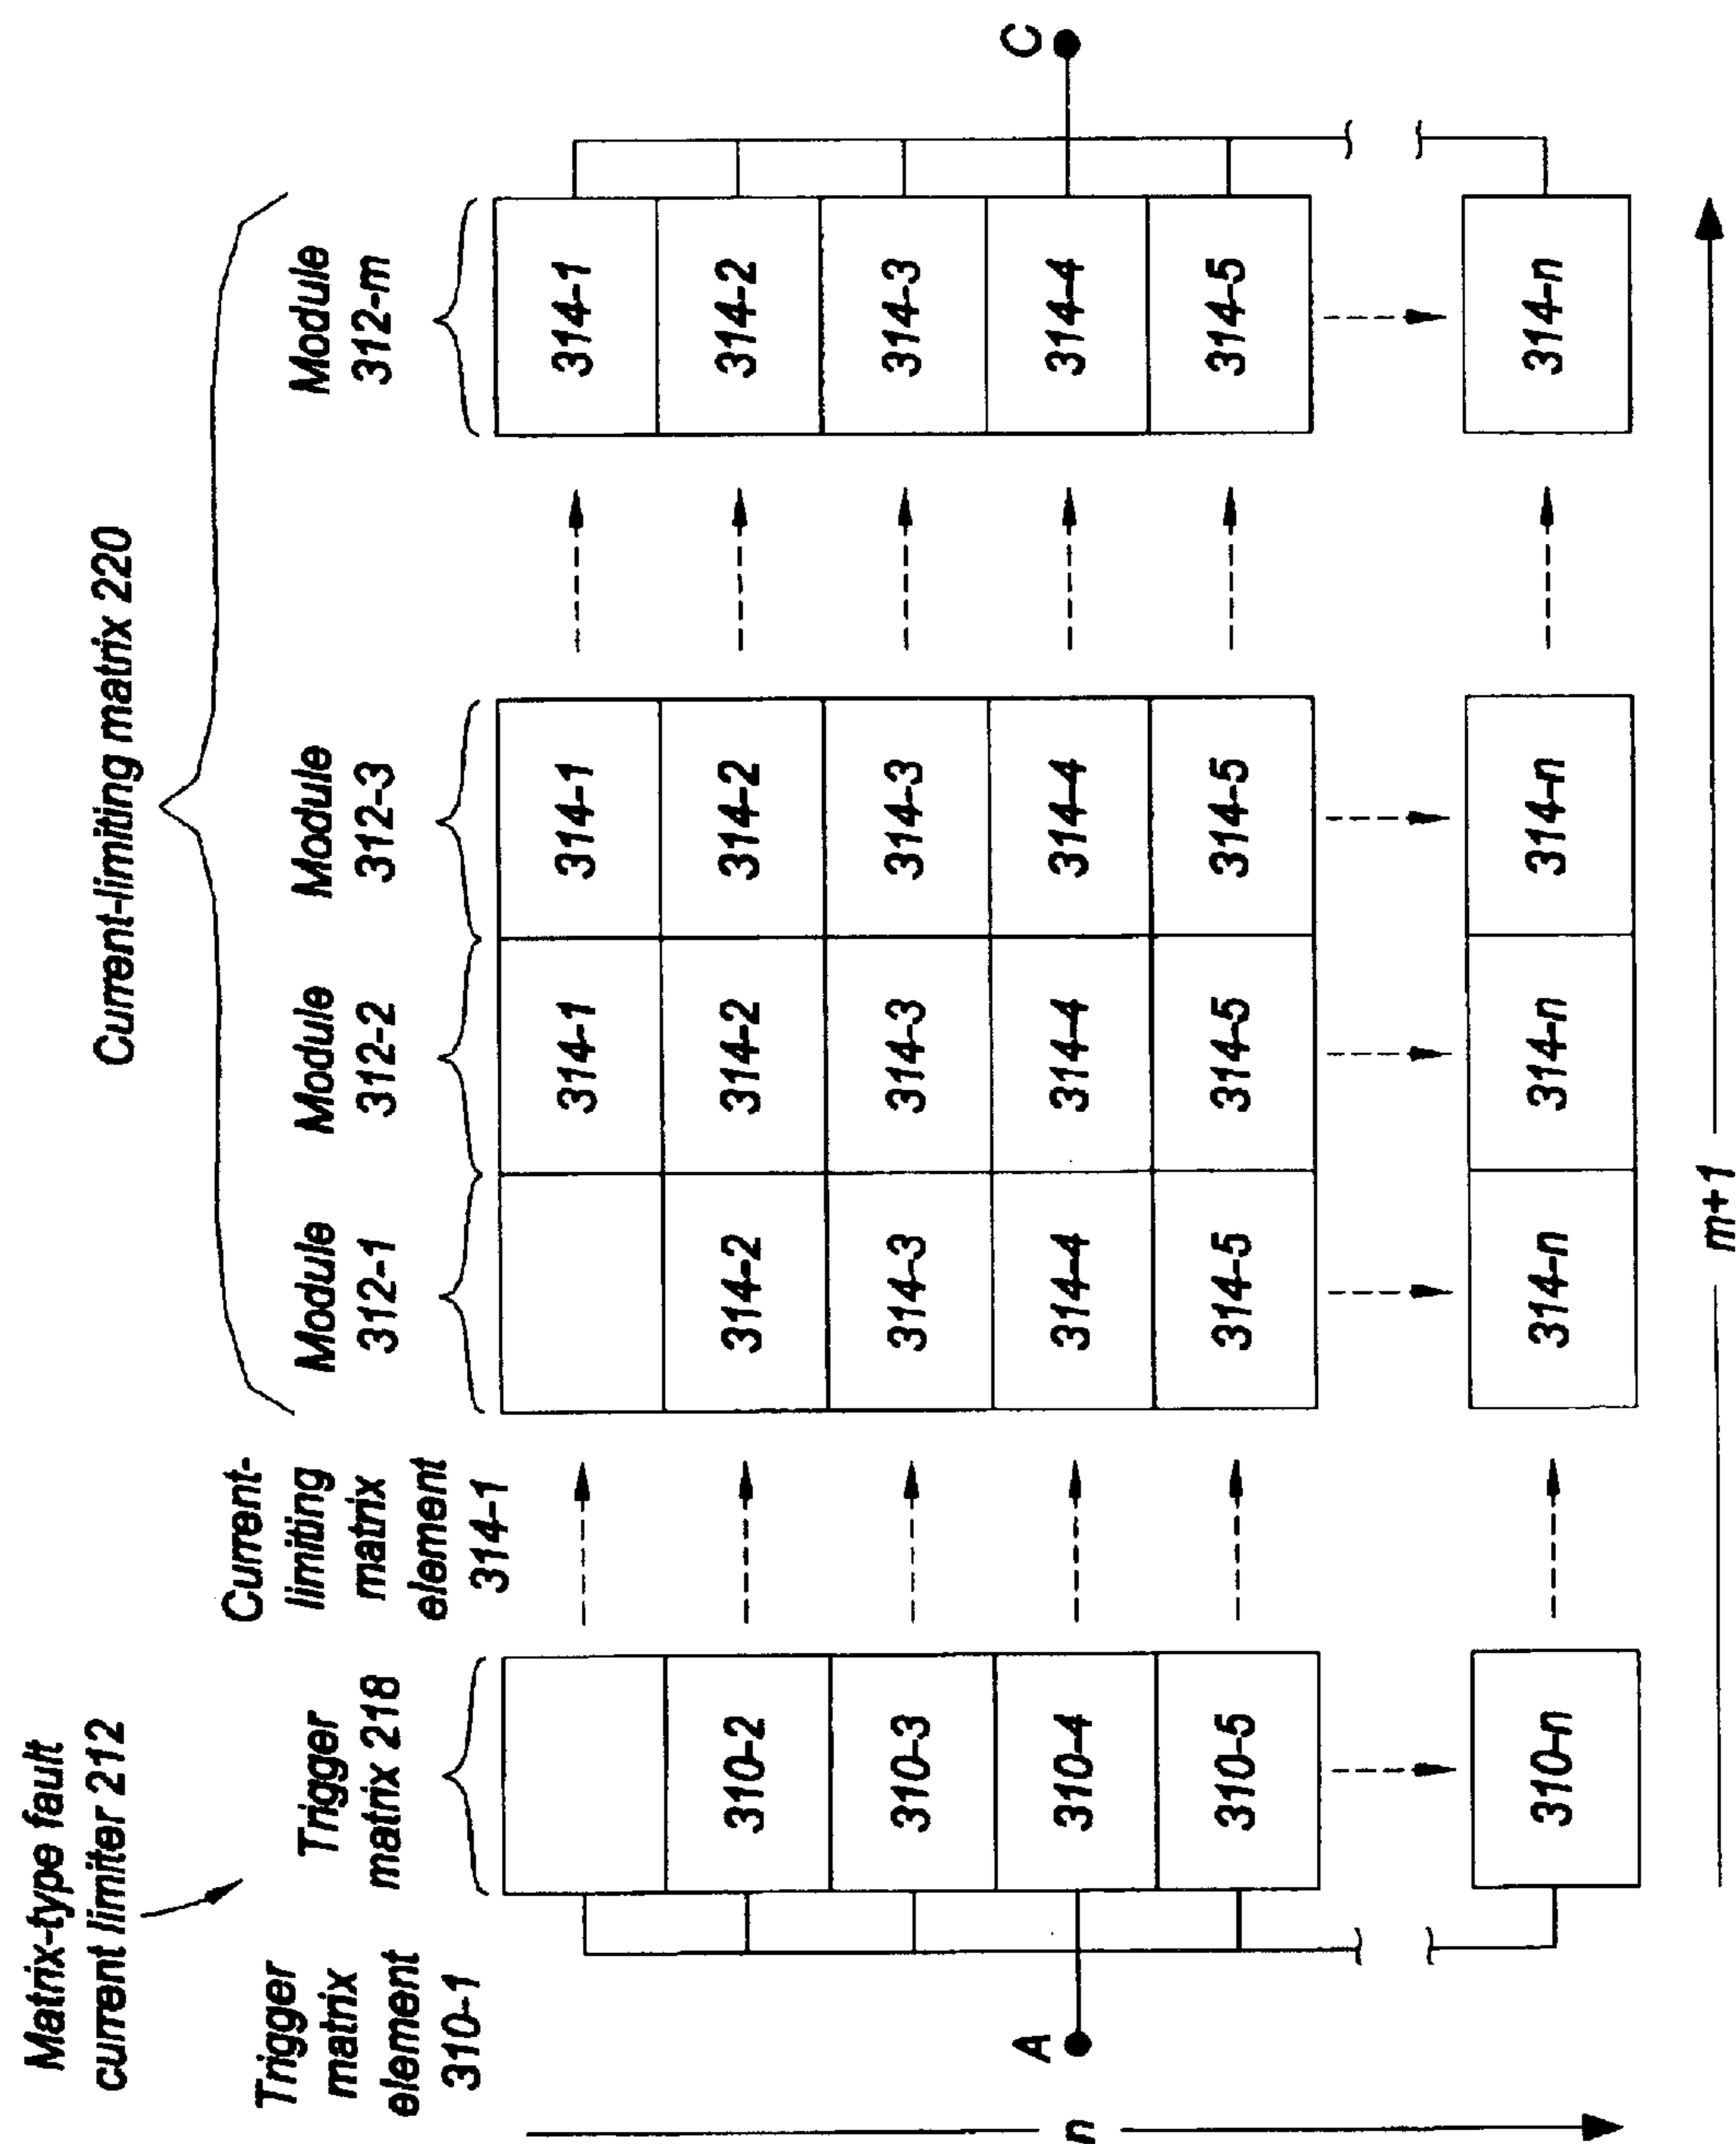 Matrix-type fault
current limiter 212
Current-limiting matrix 220
Trigger
matrix
element
310-1
Trigger
matrix 218
Current-
limiting
matrix
element
314-1
Module
312-1
Module
312-2
Module
312-3
Module
312-m
314-1
314-1
314-1
310-2
314-2
314-2
314-2
314-2
310-3
314-3
314-3
314-3
314-3
A
310-4
314-4
314-4
314-4
314-4
C
310-5
314-5
314-5
314-5
314-5
310-n
314-n
314-n
314-n
314-n
n
m+1